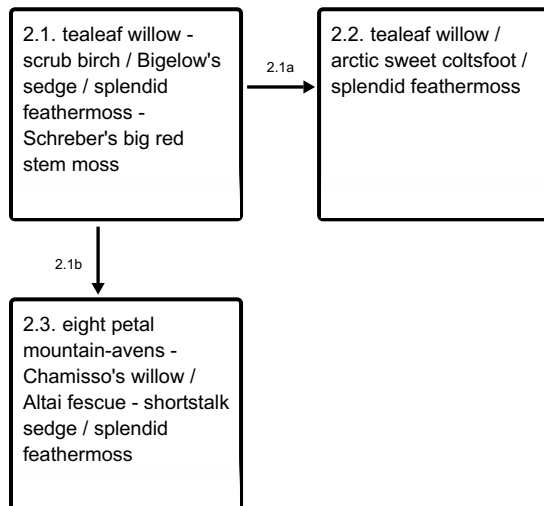 2.1. tealeaf willow -
scrub birch / Bigelow's
sedge / splendid
feathermoss -
Schreber's big red
stem moss
2.1a
2.2. tealeaf willow /
arctic sweet coltsfoot /
splendid feathermoss
2.1b
2.3. eight petal
mountain-avens -
Chamisso's willow /
Altai fescue - shortstalk
sedge / splendid
feathermoss